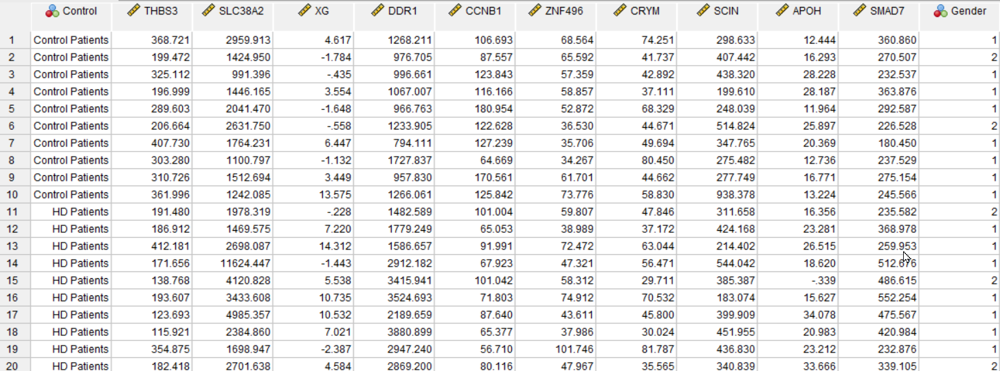 Control THBS3 SLC38A2 XG DDR1 CCNB1 ZNF496 CRYM SCIN APOH SMAD7 Gender
1 Control Patients 368.721 2959.913 4.617 1268.211 106.693 68.564 74.251 298.633 12.444 360.860 1
2 Control Patients 199.472 1424.950 -1.784 976.705 87.557 65.592 41.737 407.442 16.293 270.507 2
3 Control Patients 325.112 991.396 -.435 996.661 123.843 57.359 42.892 438.320 28.228 232.537 1
4 Control Patients 196.999 1446.165 3.554 1067.007 116.166 58.857 37.111 199.610 28.187 363.876 1
5 Control Patients 289.603 2041.470 -1.648 966.763 180.954 52.872 68.329 248.039 11.964 292.587 1
6 Control Patients 206.664 2631.750 -.558 1233.905 122.628 36.530 44.671 514.824 25.897 226.528 2
7 Control Patients 407.730 1764.231 6.447 794.111 127.239 35.706 49.694 347.765 20.369 180.450 1
8 Control Patients 303.280 1100.797 -1.132 1727.837 64.669 34.267 80.450 275.482 12.736 237.529 1
9 Control Patients 310.726 1512.694 3.449 957.830 170.561 61.701 44.662 277.749 16.771 275.154 1
10 Control Patients 361.996 1242.085 13.575 1266.061 125.842 73.776 58.830 938.378 13.224 245.566 1
11 HD Patients 191.480 1978.319 -.228 1482.589 101.004 59.807 47.846 311.658 16.356 235.582 2
12 HD Patients 186.912 1469.575 7.220 1779.249 65.053 38.989 37.172 424.168 23.281 368.978 1
13 HD Patients 412.181 2698.087 14.312 1586.657 91.991 72.472 63.044 214.402 26.515 259.953 1
14 HD Patients 171.656 11624.447 -1.443 2912.182 67.923 47.321 56.471 544.042 18.620 1
15 HD Patients 138.768 4120.828 5.538 3415.941 101.042 58.312 29.711 385.387 -.339 486.615 2
16 HD Patients 193.607 3433.608 10.735 3524.693 71.803 74.912 70.532 183.074 15.627 552.254 1
17 HD Patients 123.693 4985.357 10.532 2189.659 87.640 43.611 45.800 399.909 34.078 475.567 1
18 HD Patients 115.921 2384.860 7.021 3880.899 65.377 37.986 30.024 451.955 20.983 420.984 1
19 HD Patients 354.875 1698.947 -2.387 2947.240 56.710 101.746 81.787 436.830 23.212 232.876 1
20 HD Patients 182.418 2701.638 4.584 2869.200 80.116 47.967 35.565 340.839 33.666 339.105 2